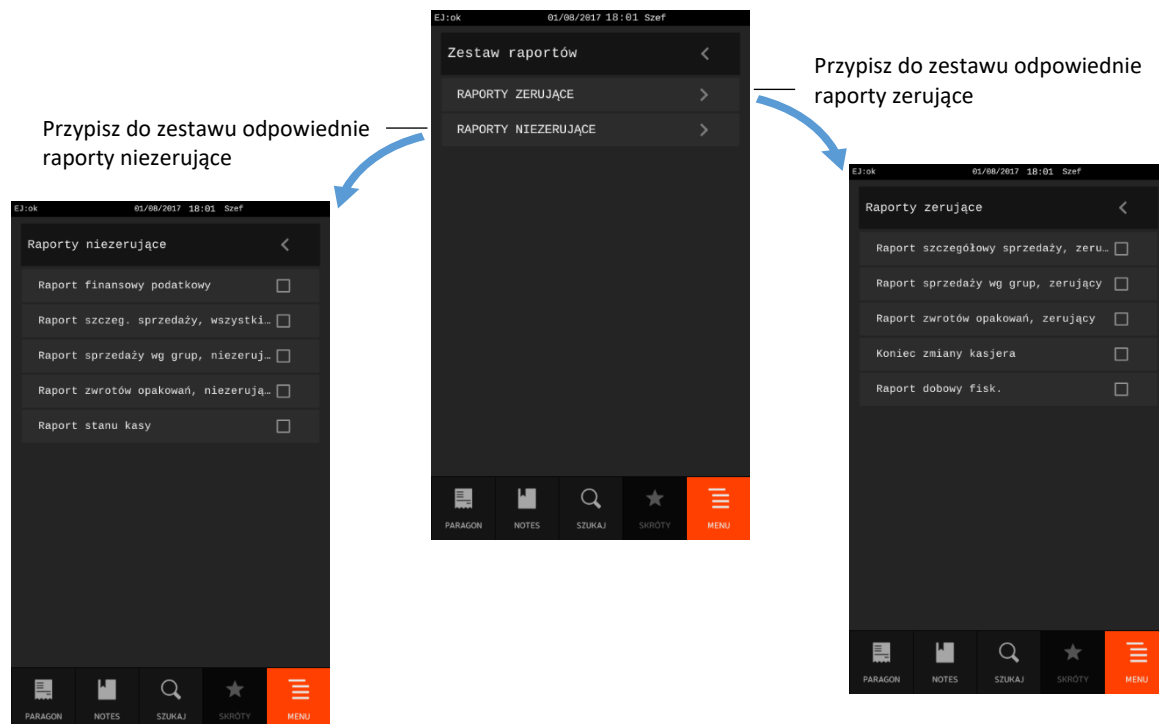 EJ:ok 01/08/2017 18:01 Szef
Zestaw raportów
RAPORTY ZERUJĄCE
RAPORTY NIEZERUJĄCE
PARAGON NOTES SZUKAJ SKRÓTY MENU
Przypisz do zestawu odpowiednie
raporty zerujące
Przypisz do zestawu odpowiednie
raporty niezerujące
EJ:ok 01/08/2017 18:01 Szef
Raporty niezerujące
Raport finansowy podatkowy
Raport szczeg. sprzedaży, wszystki…
Raport sprzedaży wg grup, niezeruj…
Raport zwrotów opakowań, niezerują…
Raport stanu kasy
PARAGON NOTES SZUKAJ SKRÓTY MENU
EJ:ok 01/08/2017 18:01 Szef
Raporty zerujące
Raport szczegółowy sprzedaży, zeru…
Raport sprzedaży wg grup, zerujący
Raport zwrotów opakowań, zerujący
Koniec zmiany kasjera
Raport dobowy fisk.
PARAGON NOTES SZUKAJ SKRÓTY MENU